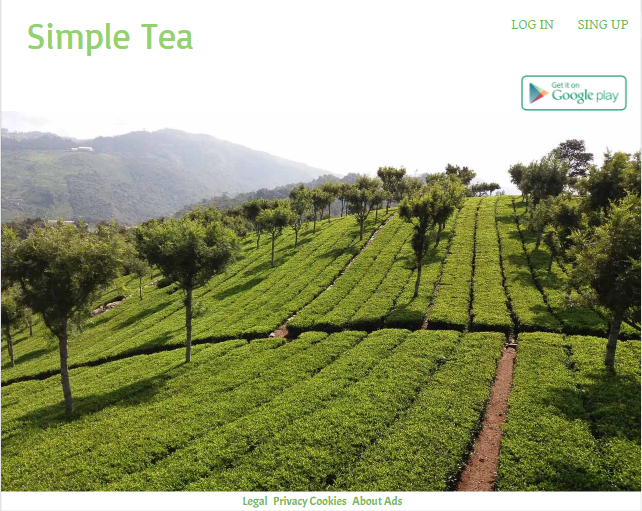 Simple Tea
LOG IN SING UP
Get it on
Google play
Legal Privacy Cookies About Ads